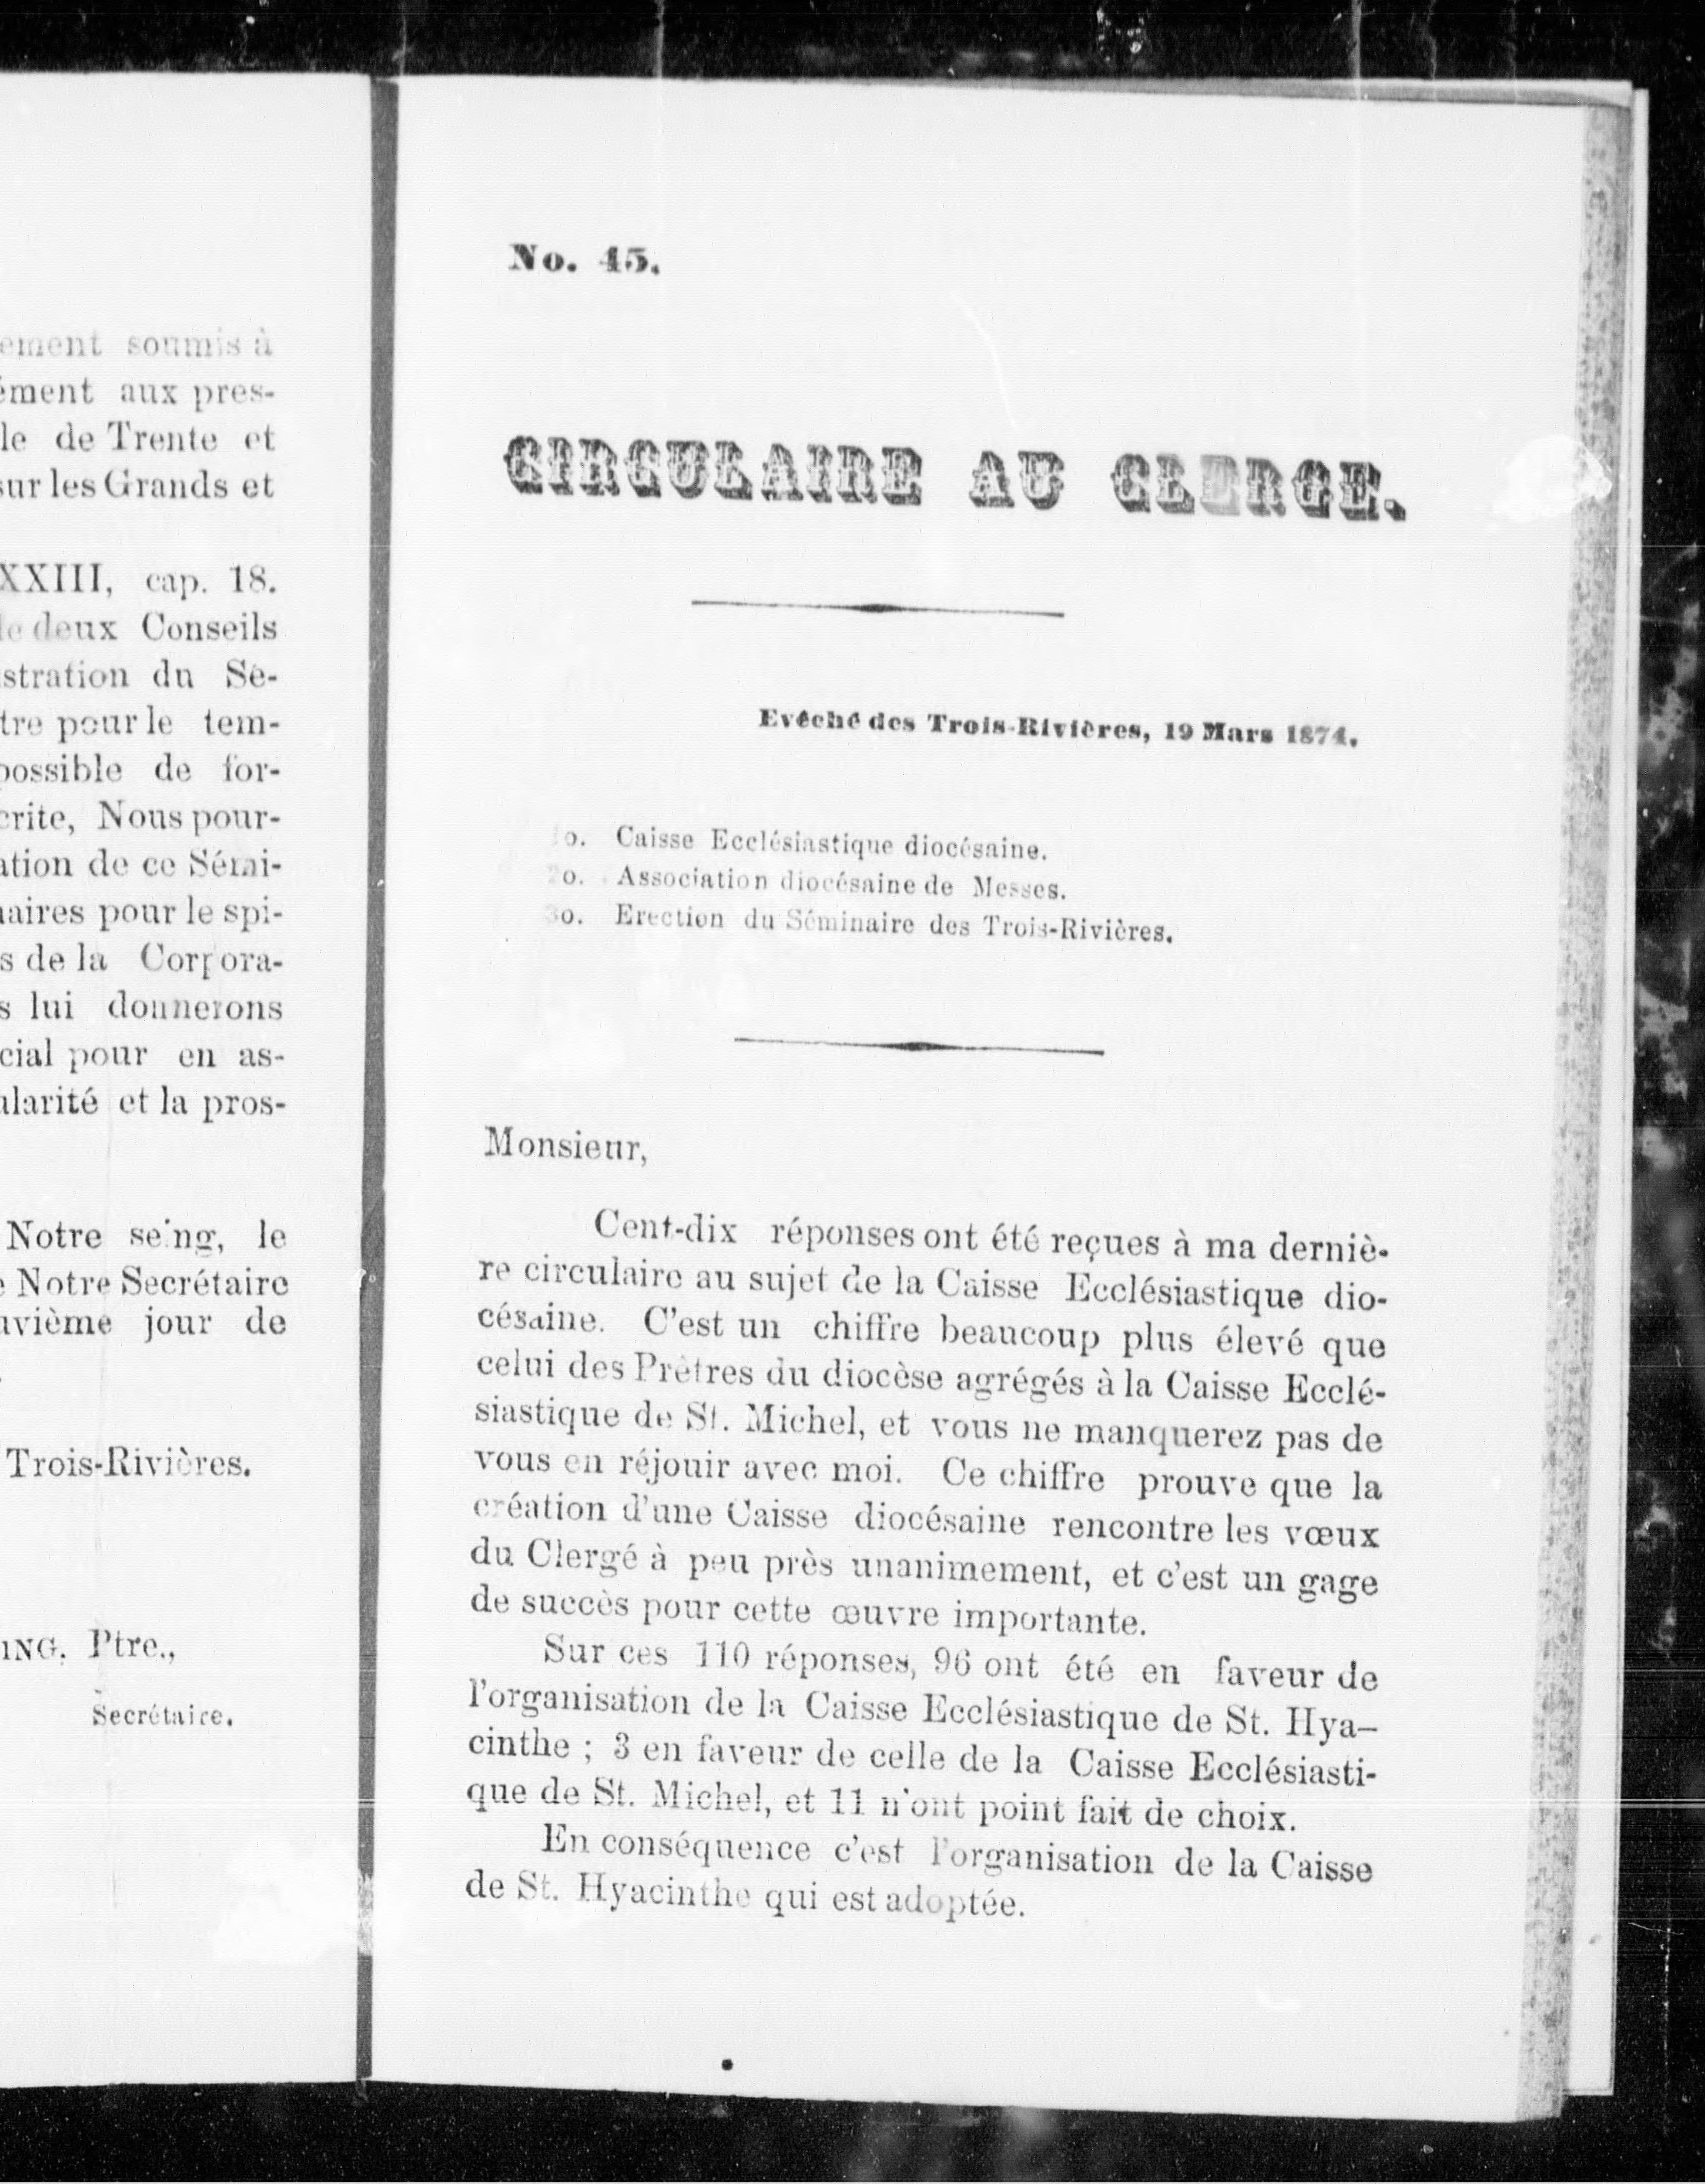 ement soumis à
ément aux pres-
le de Trente et
sur les Grands et
XXIII, cap. 18.
de deux Conseils
stration du Sé-
tre pour le tem-
possible de for-
crite, Nous pour-
ation de ce Sémi-
naires pour le spi-
s de la Corpora-
s lui donnerons
cial pour en as-
ularité et la pros-
Notre seing, le
e Notre Secrétaire
uvième jour de
Trois-Rivières.
ING, Ptre.,
Secrétaire.
No. 45.
CIRCULAIRE AU CLERGE.
Evêché des Trois-Rivières, 19 Mars 1874.
1o. Caisse Ecclésiastique diocésaine.
2o. Association diocésaine de Messes.
3o. Erection du Séminaire des Trois-Rivières.
Monsieur,
Cent-dix réponses ont été reçues à ma derniè-
re circulaire au sujet de la Caisse Ecclésiastique dio-
césaine. C'est un chiffre beaucoup plus élevé que
celui des Prêtres du diocèse agrégés à la Caisse Ecclé-
siastique de St. Michel, et vous ne manquerez pas de
vous en réjouir avec moi. Ce chiffre prouve que la
création d'une Caisse diocésaine rencontre les vœux
du Clergé à peu près unanimement, et c'est un gage
de succès pour cette œuvre importante.
Sur ces 110 réponses, 96 ont été en faveur de
l'organisation de la Caisse Ecclésiastique de St. Hya-
cinthe ; 3 en faveur de celle de la Caisse Ecclésiasti-
que de St. Michel, et 11 n'ont point fait de choix.
En conséquence c'est l'organisation de la Caisse
de St. Hyacinthe qui est adoptée.